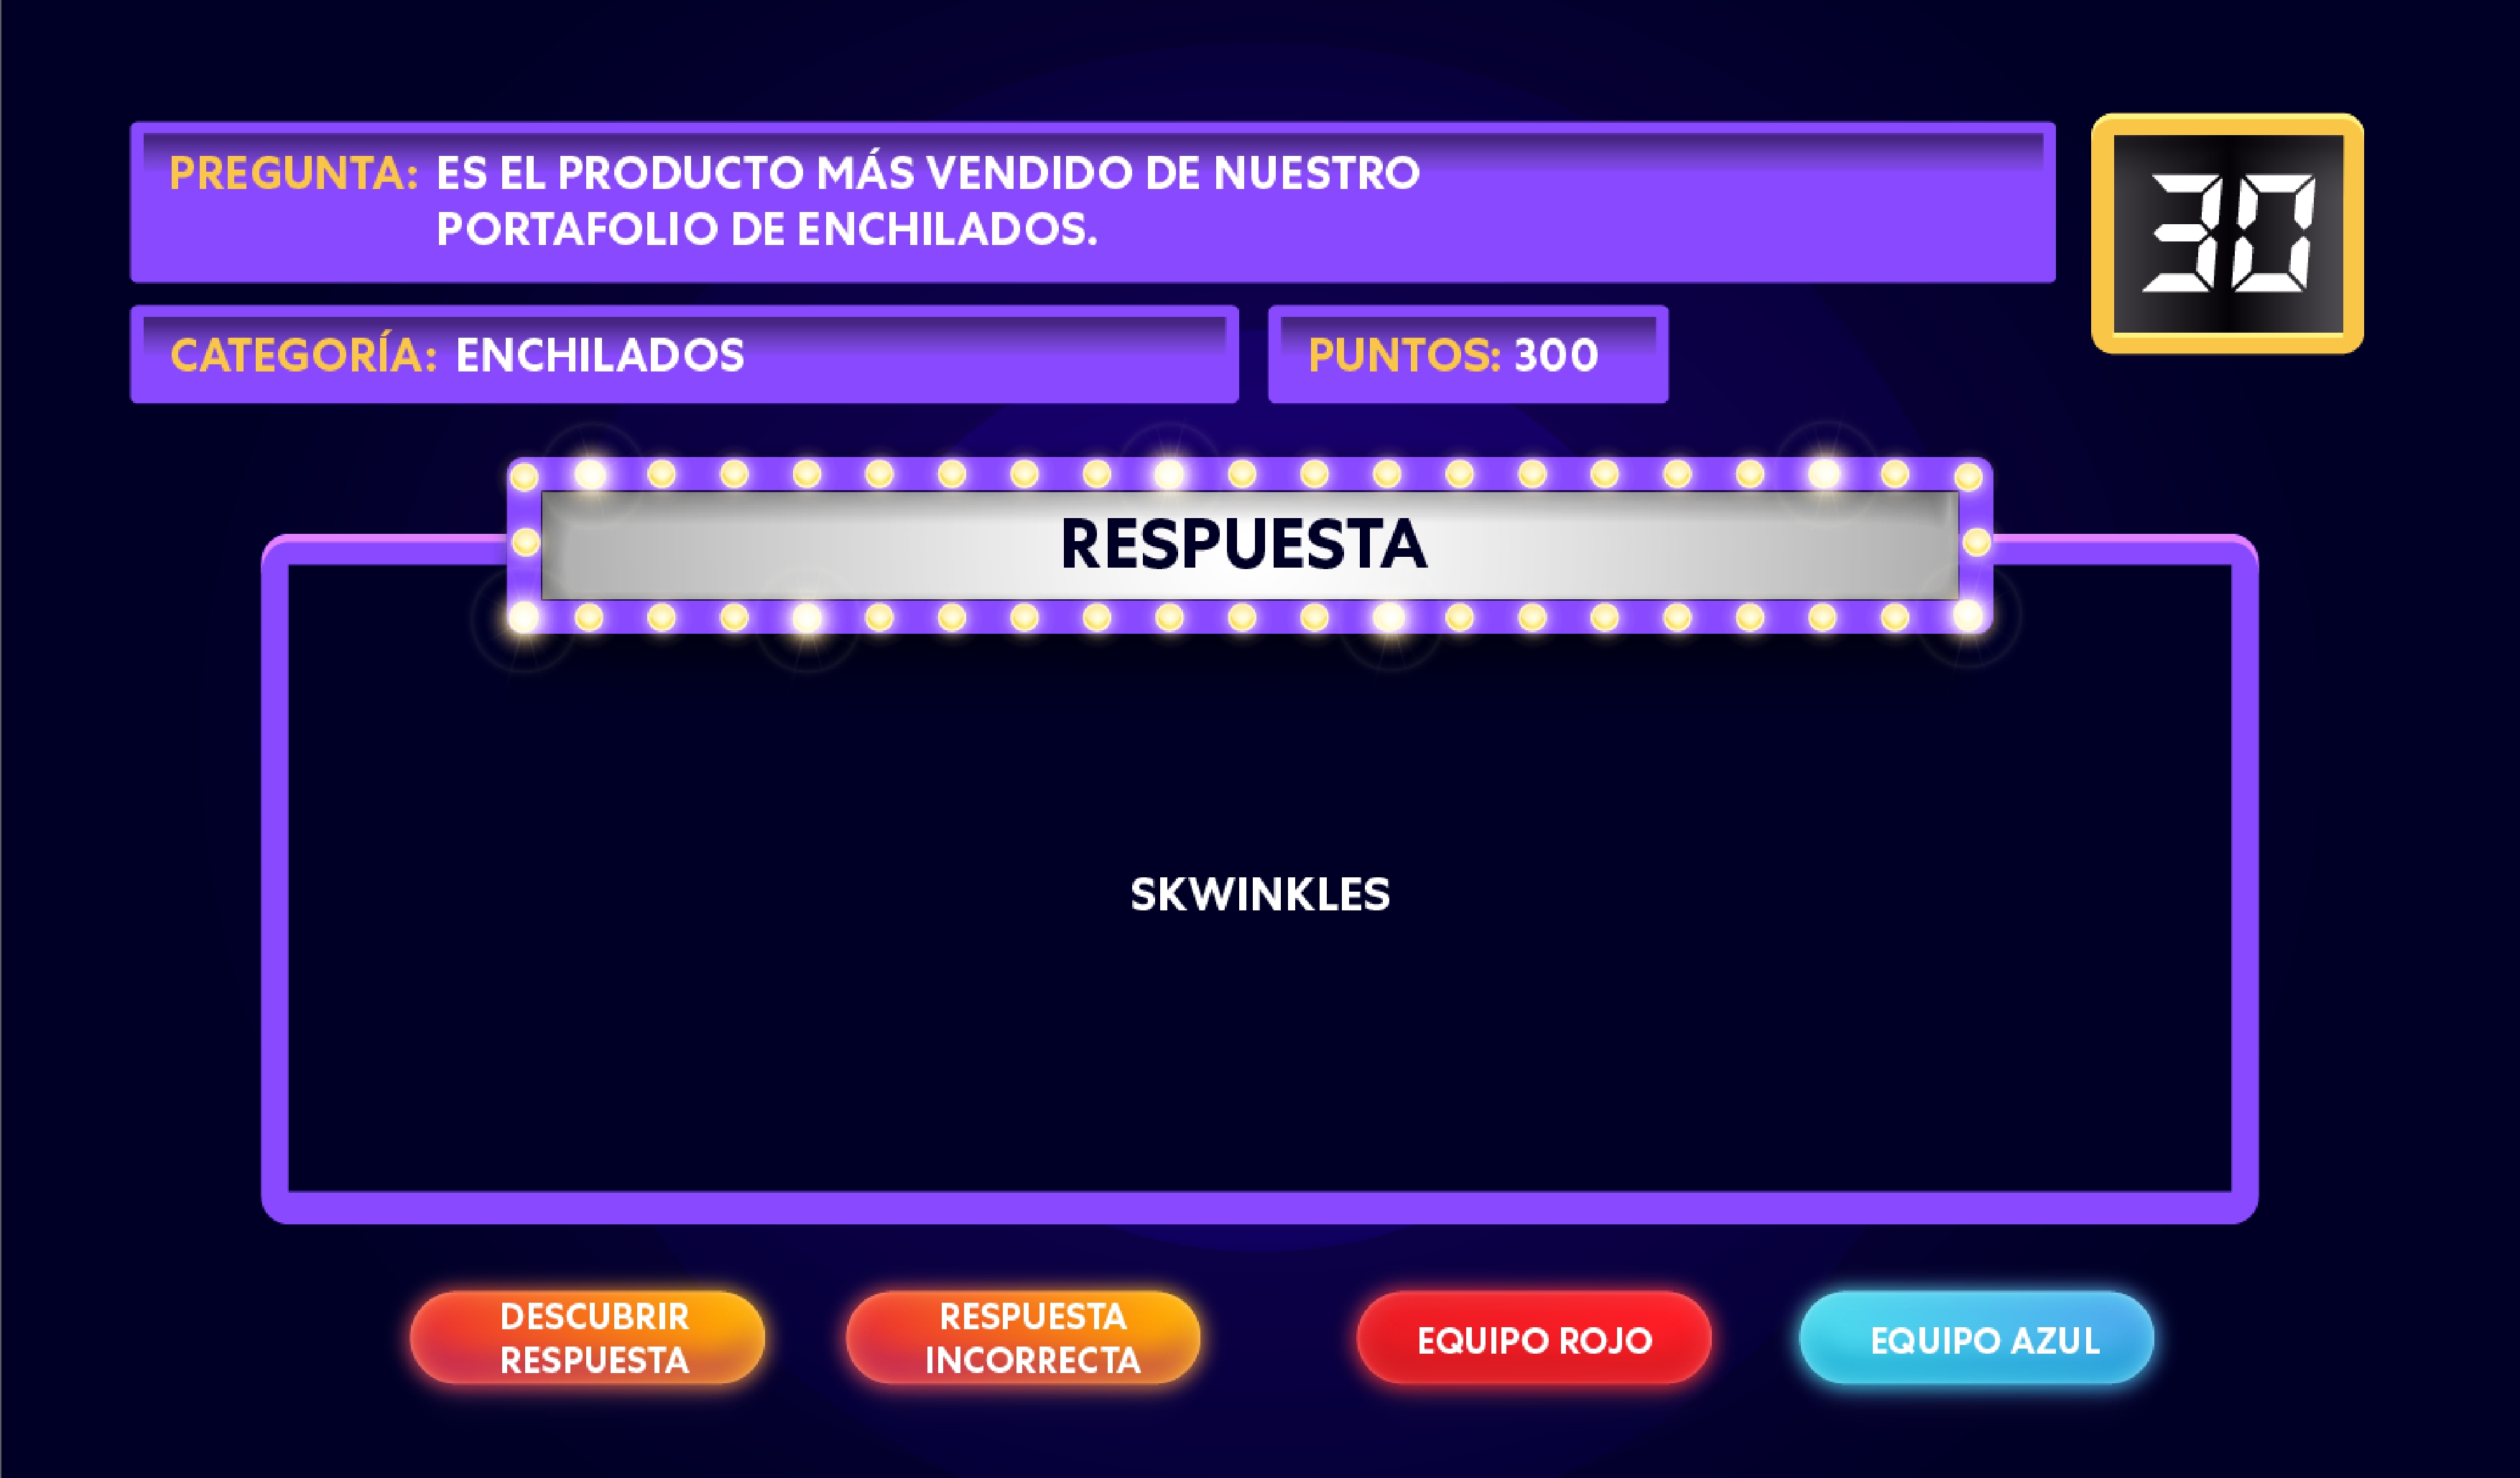 PREGUNTA: ES EL PRODUCTO MÁS VENDIDO DE NUESTRO
PORTAFOLIO DE ENCHILADOS.
30
CATEGORÍA: ENCHILADOS
PUNTOS: 300
RESPUESTA
SKWINKLES
DESCUBRIR
RESPUESTA
RESPUESTA
INCORRECTA
EQUIPO ROJO
EQUIPO AZUL